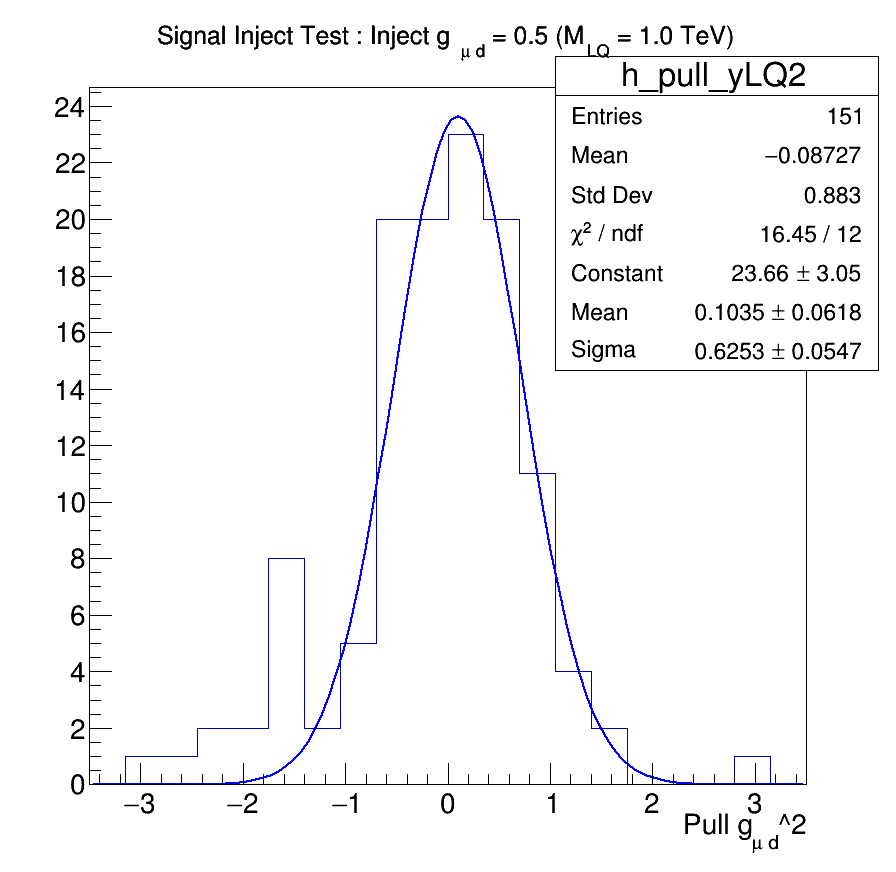 Signal Inject Test : Inject g μ d = 0.5 (M LQ = 1.0 TeV)
h_pull_yLQ2
Entries 151
Mean −0.08727
Std Dev 0.883
χ² / ndf 16.45 / 12
Constant 23.66 ± 3.05
Mean 0.1035 ± 0.0618
Sigma 0.6253 ± 0.0547
24
22
20
18
16
14
12
10
8
6
4
2
0
−3 −2 −1 0 1 2 3
Pull g μ d ^2